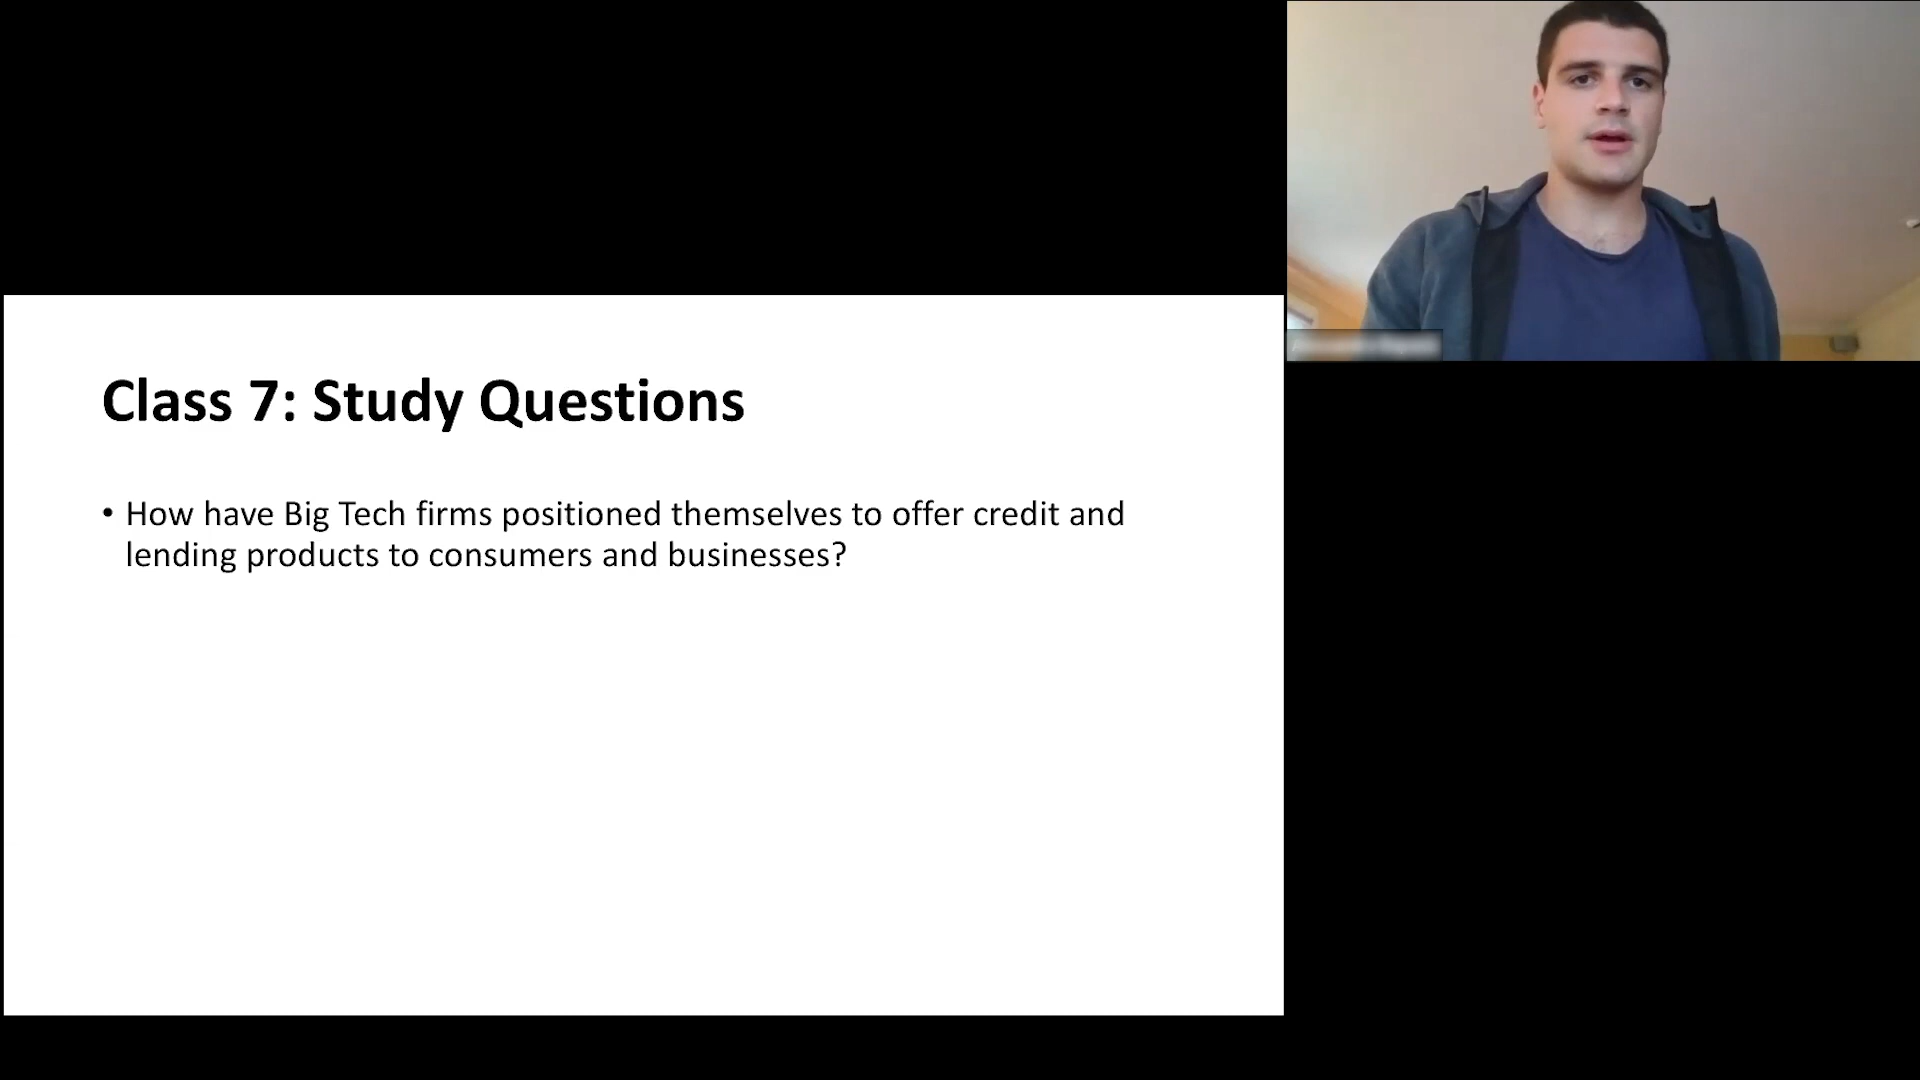 Class 7: Study Questions
• How have Big Tech firms positioned themselves to offer credit and
lending products to consumers and businesses?